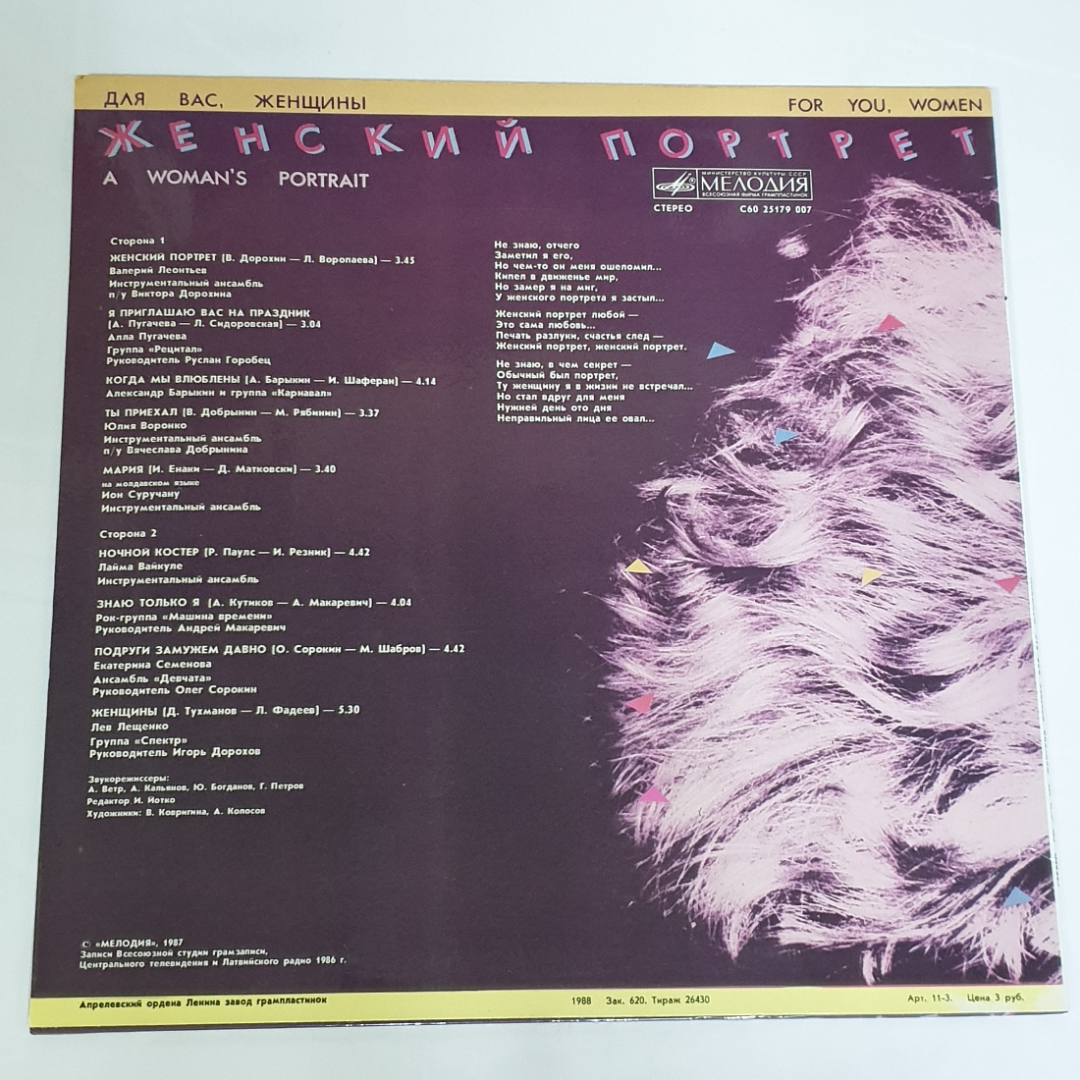 ДЛЯ ВАС, ЖЕНЩИНЫ
FOR YOU, WOMEN
ЖЕНСКИЙ ПОРТРЕТ
A WOMAN'S PORTRAIT
МИНИСТЕРСТВО КУЛЬТУРЫ СССР
МЕЛОДИЯ
ВСЕСОЮЗНАЯ ФИРМА ГРАМПЛАСТИНОК
СТЕРЕО С60 25179 007
Сторона 1
ЖЕНСКИЙ ПОРТРЕТ (В. Дорохин — Л. Воропаева) — 3.45
Валерий Леонтьев
Инструментальный ансамбль
п/у Виктора Дорохина
Я ПРИГЛАШАЮ ВАС НА ПРАЗДНИК
(А. Пугачева — Л. Сидоровская) — 3.04
Алла Пугачева
Группа «Рецитал»
Руководитель Руслан Горобец
КОГДА МЫ ВЛЮБЛЕНЫ (А. Барыкин — И. Шаферан) — 4.14
Александр Барыкин и группа «Карнавал»
ТЫ ПРИЕХАЛ (В. Добрынин — М. Рябинин) — 3.37
Юлия Воронко
Инструментальный ансамбль
п/у Вячеслава Добрынина
МАРИЯ (И. Енаки — Д. Матковски) — 3.40
на молдавском языке
Ион Суручану
Инструментальный ансамбль
Сторона 2
НОЧНОЙ КОСТЕР (Р. Паулс — И. Резник) — 4.42
Лайма Вайкуле
Инструментальный ансамбль
ЗНАЮ ТОЛЬКО Я (А. Кутиков — А. Макаревич) — 4.04
Рок-группа «Машина времени»
Руководитель Андрей Макаревич
ПОДРУГИ ЗАМУЖЕМ ДАВНО (О. Сорокин — М. Шабров) — 4.42
Екатерина Семенова
Ансамбль «Девчата»
Руководитель Олег Сорокин
ЖЕНЩИНЫ (Д. Тухманов — Л. Фадеев) — 5.30
Лев Лещенко
Группа «Спектр»
Руководитель Игорь Дорохов
Звукорежиссеры:
А. Ветр, А. Кальянов, Ю. Богданов, Г. Петров
Редактор И. Йотко
Художники: В. Ковригина, А. Колосов
Не знаю, отчего
Заметил я его,
Но чем-то он меня ошеломил...
Кипел в движенье мир,
Но замер я на миг,
У женского портрета я застыл...
Женский портрет любой —
Это сама любовь...
Печать разлуки, счастья след —
Женский портрет, женский портрет.
Не знаю, в чем секрет —
Обычный был портрет,
Ту женщину я в жизни не встречал...
Но стал вдруг для меня
Нужней день ото дня
Неправильный лица ее овал...
© «МЕЛОДИЯ», 1987
Записи Всесоюзной студии грамзаписи,
Центрального телевидения и Латвийского радио 1986 г.
Апрелевский ордена Ленина завод грампластинок
1988 Зак. 620. Тираж 26430
Арт. 11-3. Цена 3 руб.